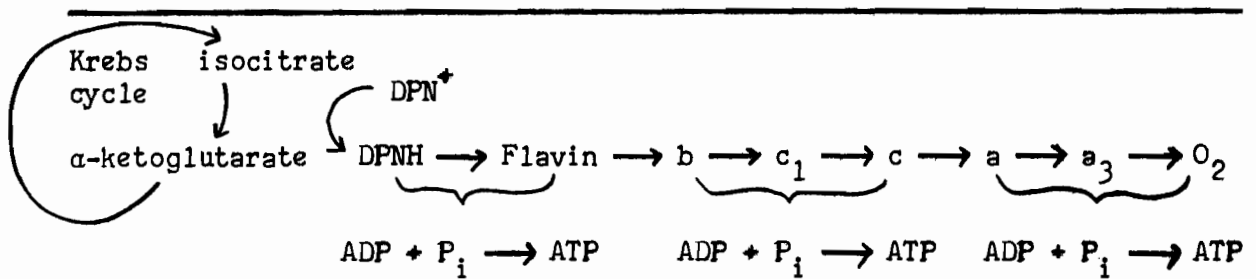 Krebs isocitrate
cycle DPN⁺
α-ketoglutarate DPNH → Flavin → b → c₁ → c → a → a₃ → O₂
ADP + Pᵢ → ATP ADP + Pᵢ → ATP ADP + Pᵢ → ATP